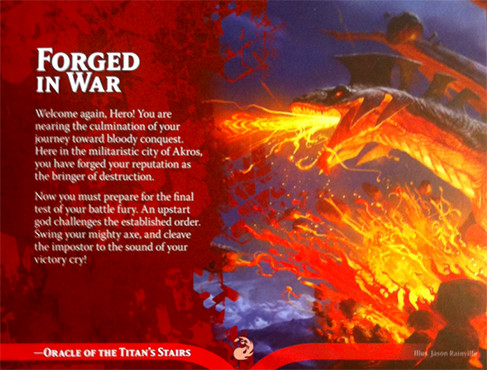 FORGED
IN WAR
Welcome again, Hero! You are
nearing the culmination of your
journey toward bloody conquest.
Here in the militaristic city of Akros,
you have forged your reputation as
the bringer of destruction.
Now you must prepare for the final
test of your battle fury. An upstart
god challenges the established order.
Swing your mighty axe, and cleave
the impostor to the sound of your
victory cry!
—ORACLE OF THE TITAN'S STAIRS
Illus. Jason Rainville